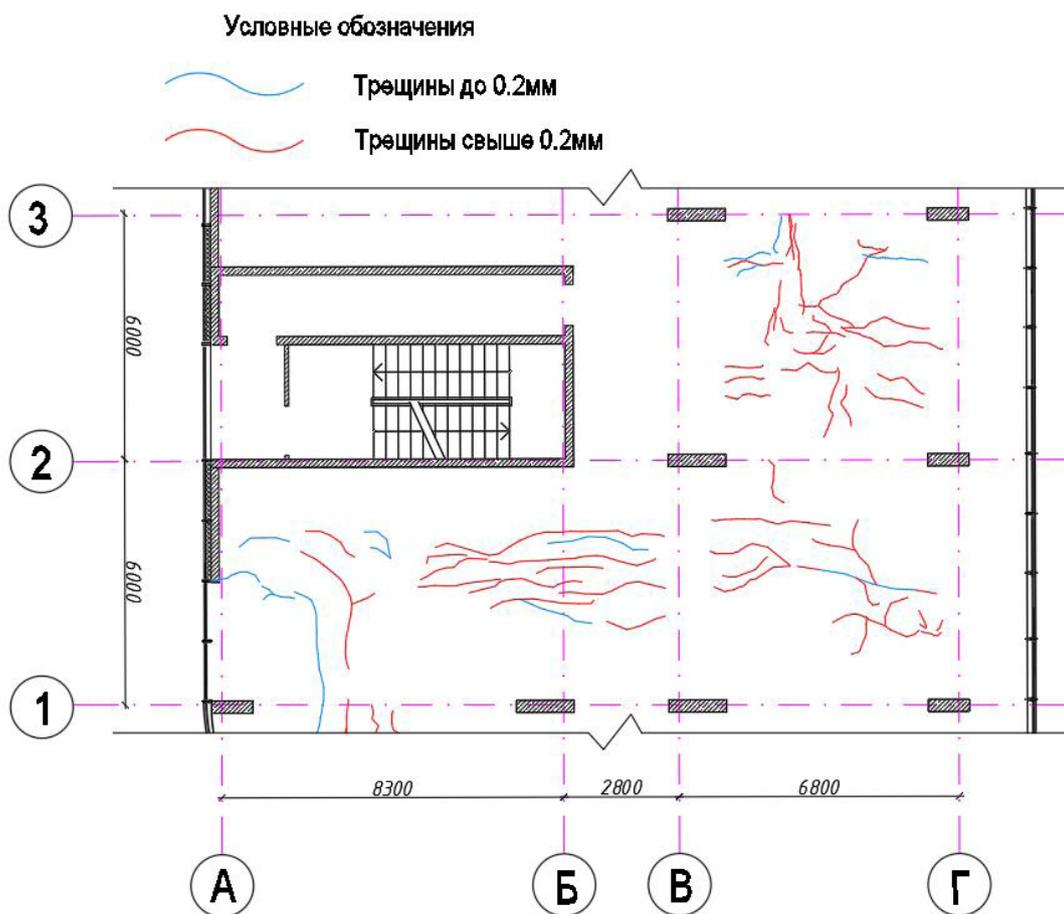 Условные обозначения
Трещины до 0.2мм
Трещины свыше 0.2мм
3
6000
2
6000
1
8300 2800 6800
А Б В Г